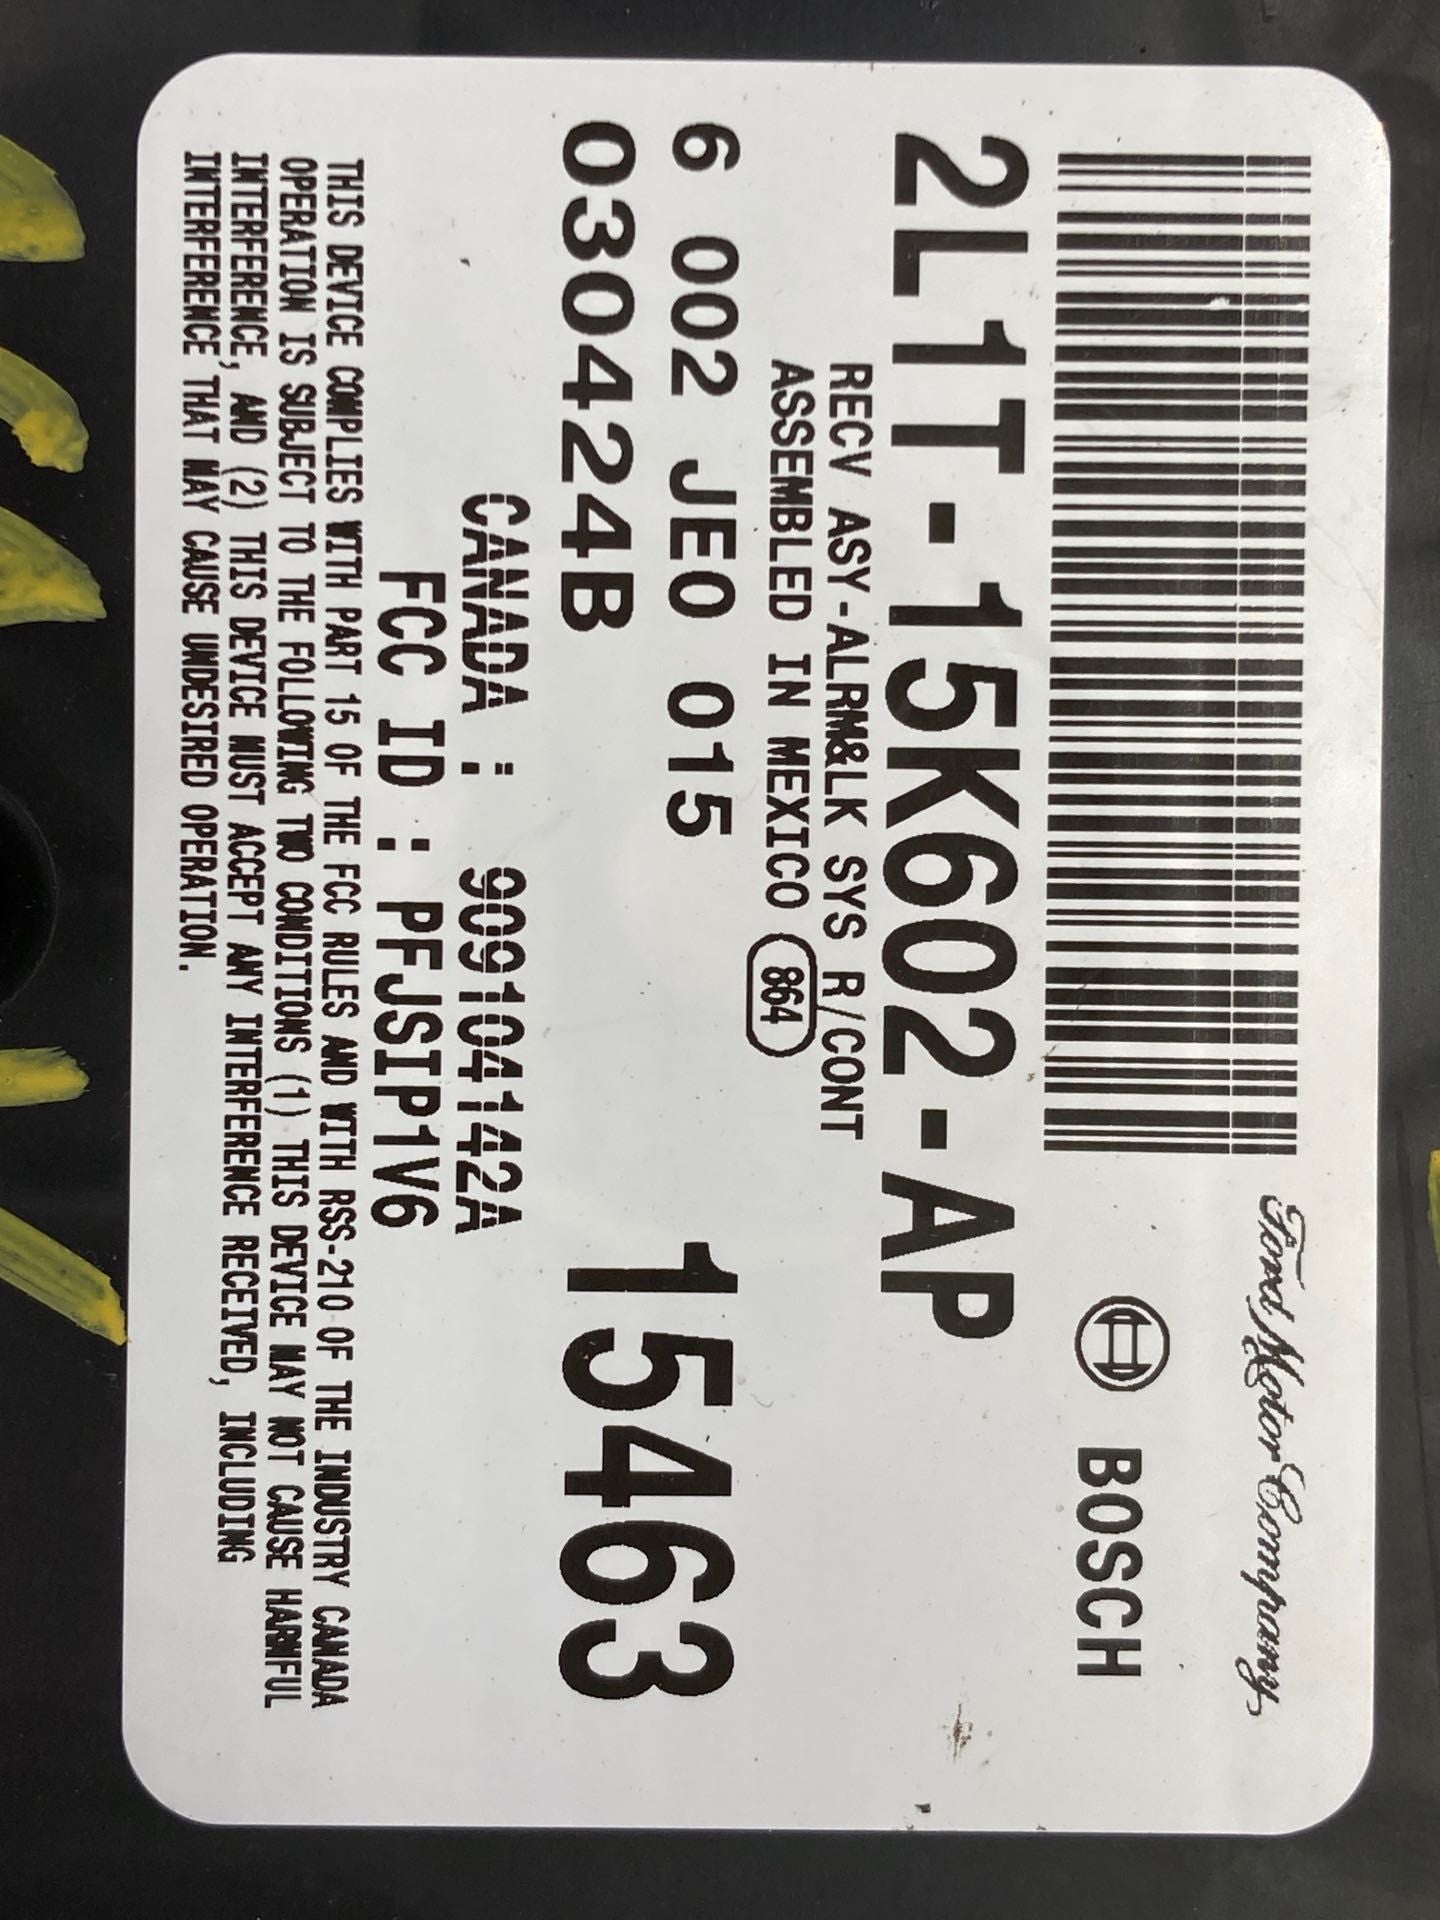 Ford Motor Company
BOSCH
2L1T-15K602-AP
RECV ASY-ALRM&LK SYS R/CONT
ASSEMBLED IN MEXICO 864
6 002 JE0 015
030424B
15463
CANADA : 909104142A
FCC ID : PFJSIP1V6
THIS DEVICE COMPLIES WITH PART 15 OF THE FCC RULES AND WITH RSS-210 OF THE INDUSTRY CANADA
OPERATION IS SUBJECT TO THE FOLLOWING TWO CONDITIONS (1) THIS DEVICE MAY NOT CAUSE HARMFUL
INTERFERENCE, AND (2) THIS DEVICE MUST ACCEPT ANY INTERFERENCE RECEIVED, INCLUDING
INTERFERENCE THAT MAY CAUSE UNDESIRED OPERATION.